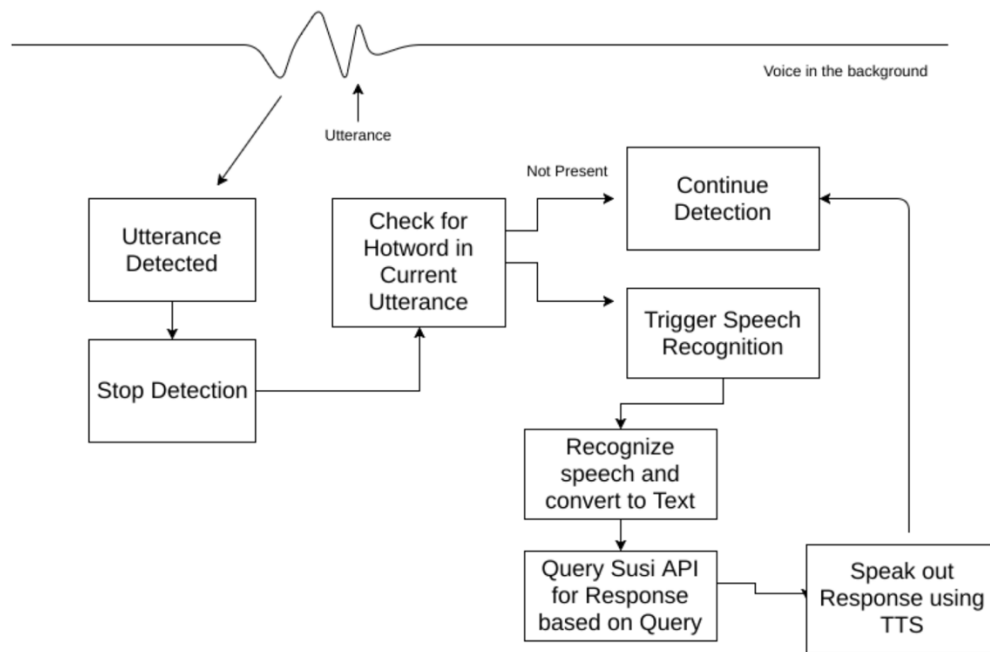 Voice in the background
Utterance
Not Present
Utterance
Detected
Stop Detection
Check for
Hotword in
Current
Utterance
Continue
Detection
Trigger Speech
Recognition
Recognize
speech and
convert to Text
Query Susi API
for Response
based on Query
Speak out
Response using
TTS